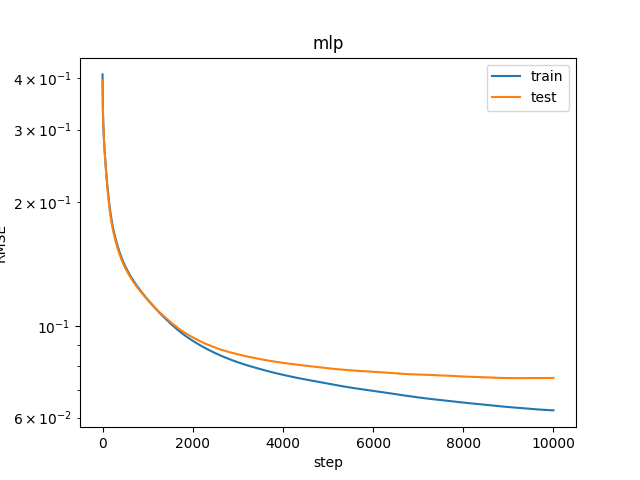 mlp
4 × 10⁻¹
3 × 10⁻¹
2 × 10⁻¹
10⁻¹
6 × 10⁻²
RMSE
train
test
0 2000 4000 6000 8000 10000
step